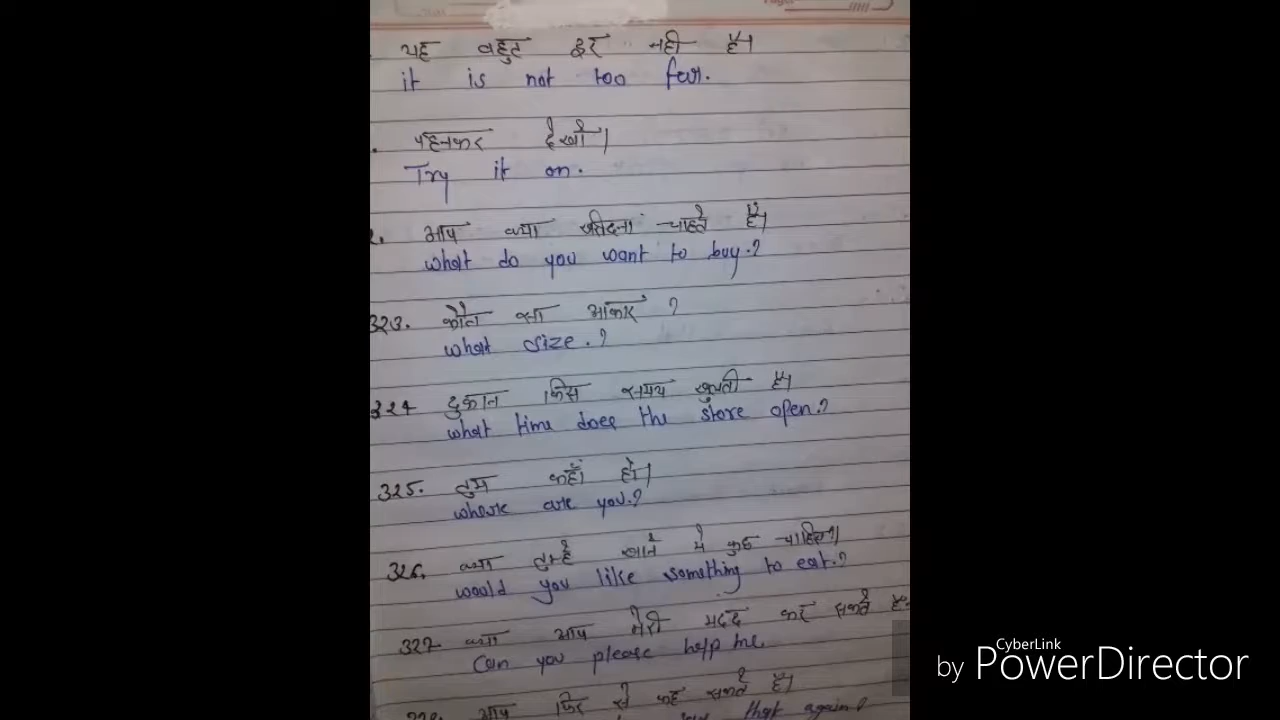 यह बहुत दूर नही है।
it is not too far.
पहनकर देखो।
Try it on.
2. आप क्या खरीदना चाहते है।
what do you want to buy.?
323. कौन सा आकार ?
what size.?
324 दुकान किस समय खुलती है।
what time does the store open.?
325. तुम कहाँ हो।
where are you.?
326. क्या तुम्हे खाने मे कुछ चाहिए।
would you like something to eat.?
327 क्या आप मेरी मदद कर सकते है
Can you please help me
आप फिर से कह सकते है।
that again?
CyberLink
by PowerDirector